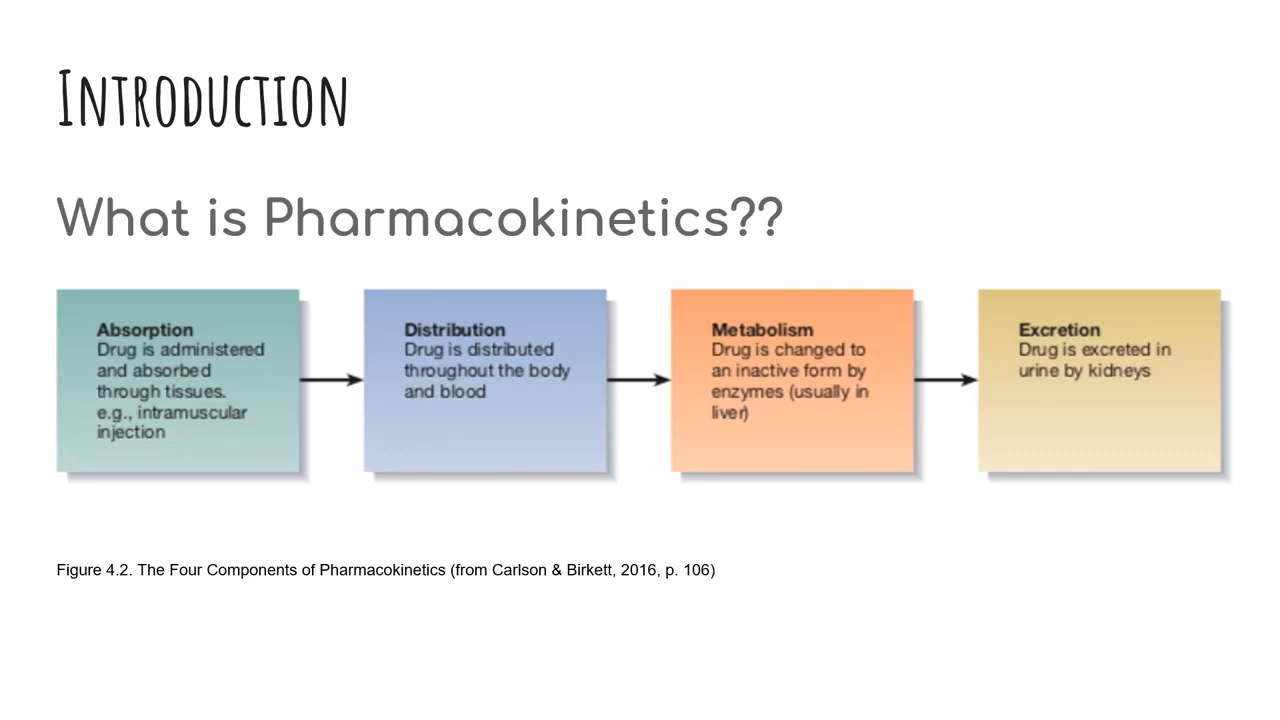 Introduction
What is Pharmacokinetics??
Absorption
Drug is administered
and absorbed
through tissues.
e.g., intramuscular
injection
Distribution
Drug is distributed
throughout the body
and blood
Metabolism
Drug is changed to
an inactive form by
enzymes (usually in
liver)
Excretion
Drug is excreted in
urine by kidneys
Figure 4.2. The Four Components of Pharmacokinetics (from Carlson & Birkett, 2016, p. 106)